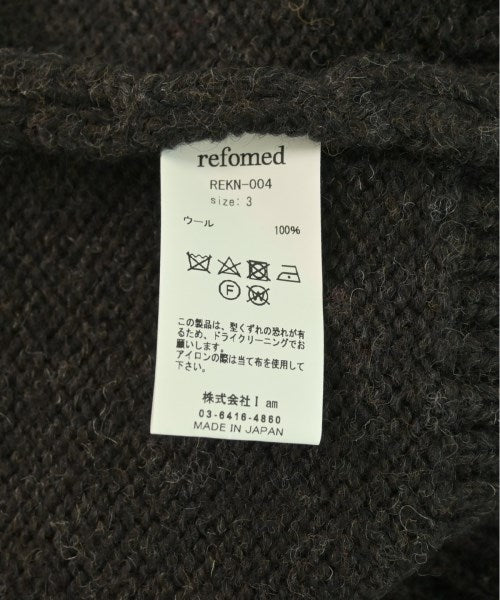 refomed
REKN-004
size: 3
ウール 100%
F W
この製品は、型くずれの恐れが有
るため、ドライクリーニングでお
願いします。
アイロンの際は当て布を使用して
下さい。
株式会社I am
03-6416-4860
MADE IN JAPAN